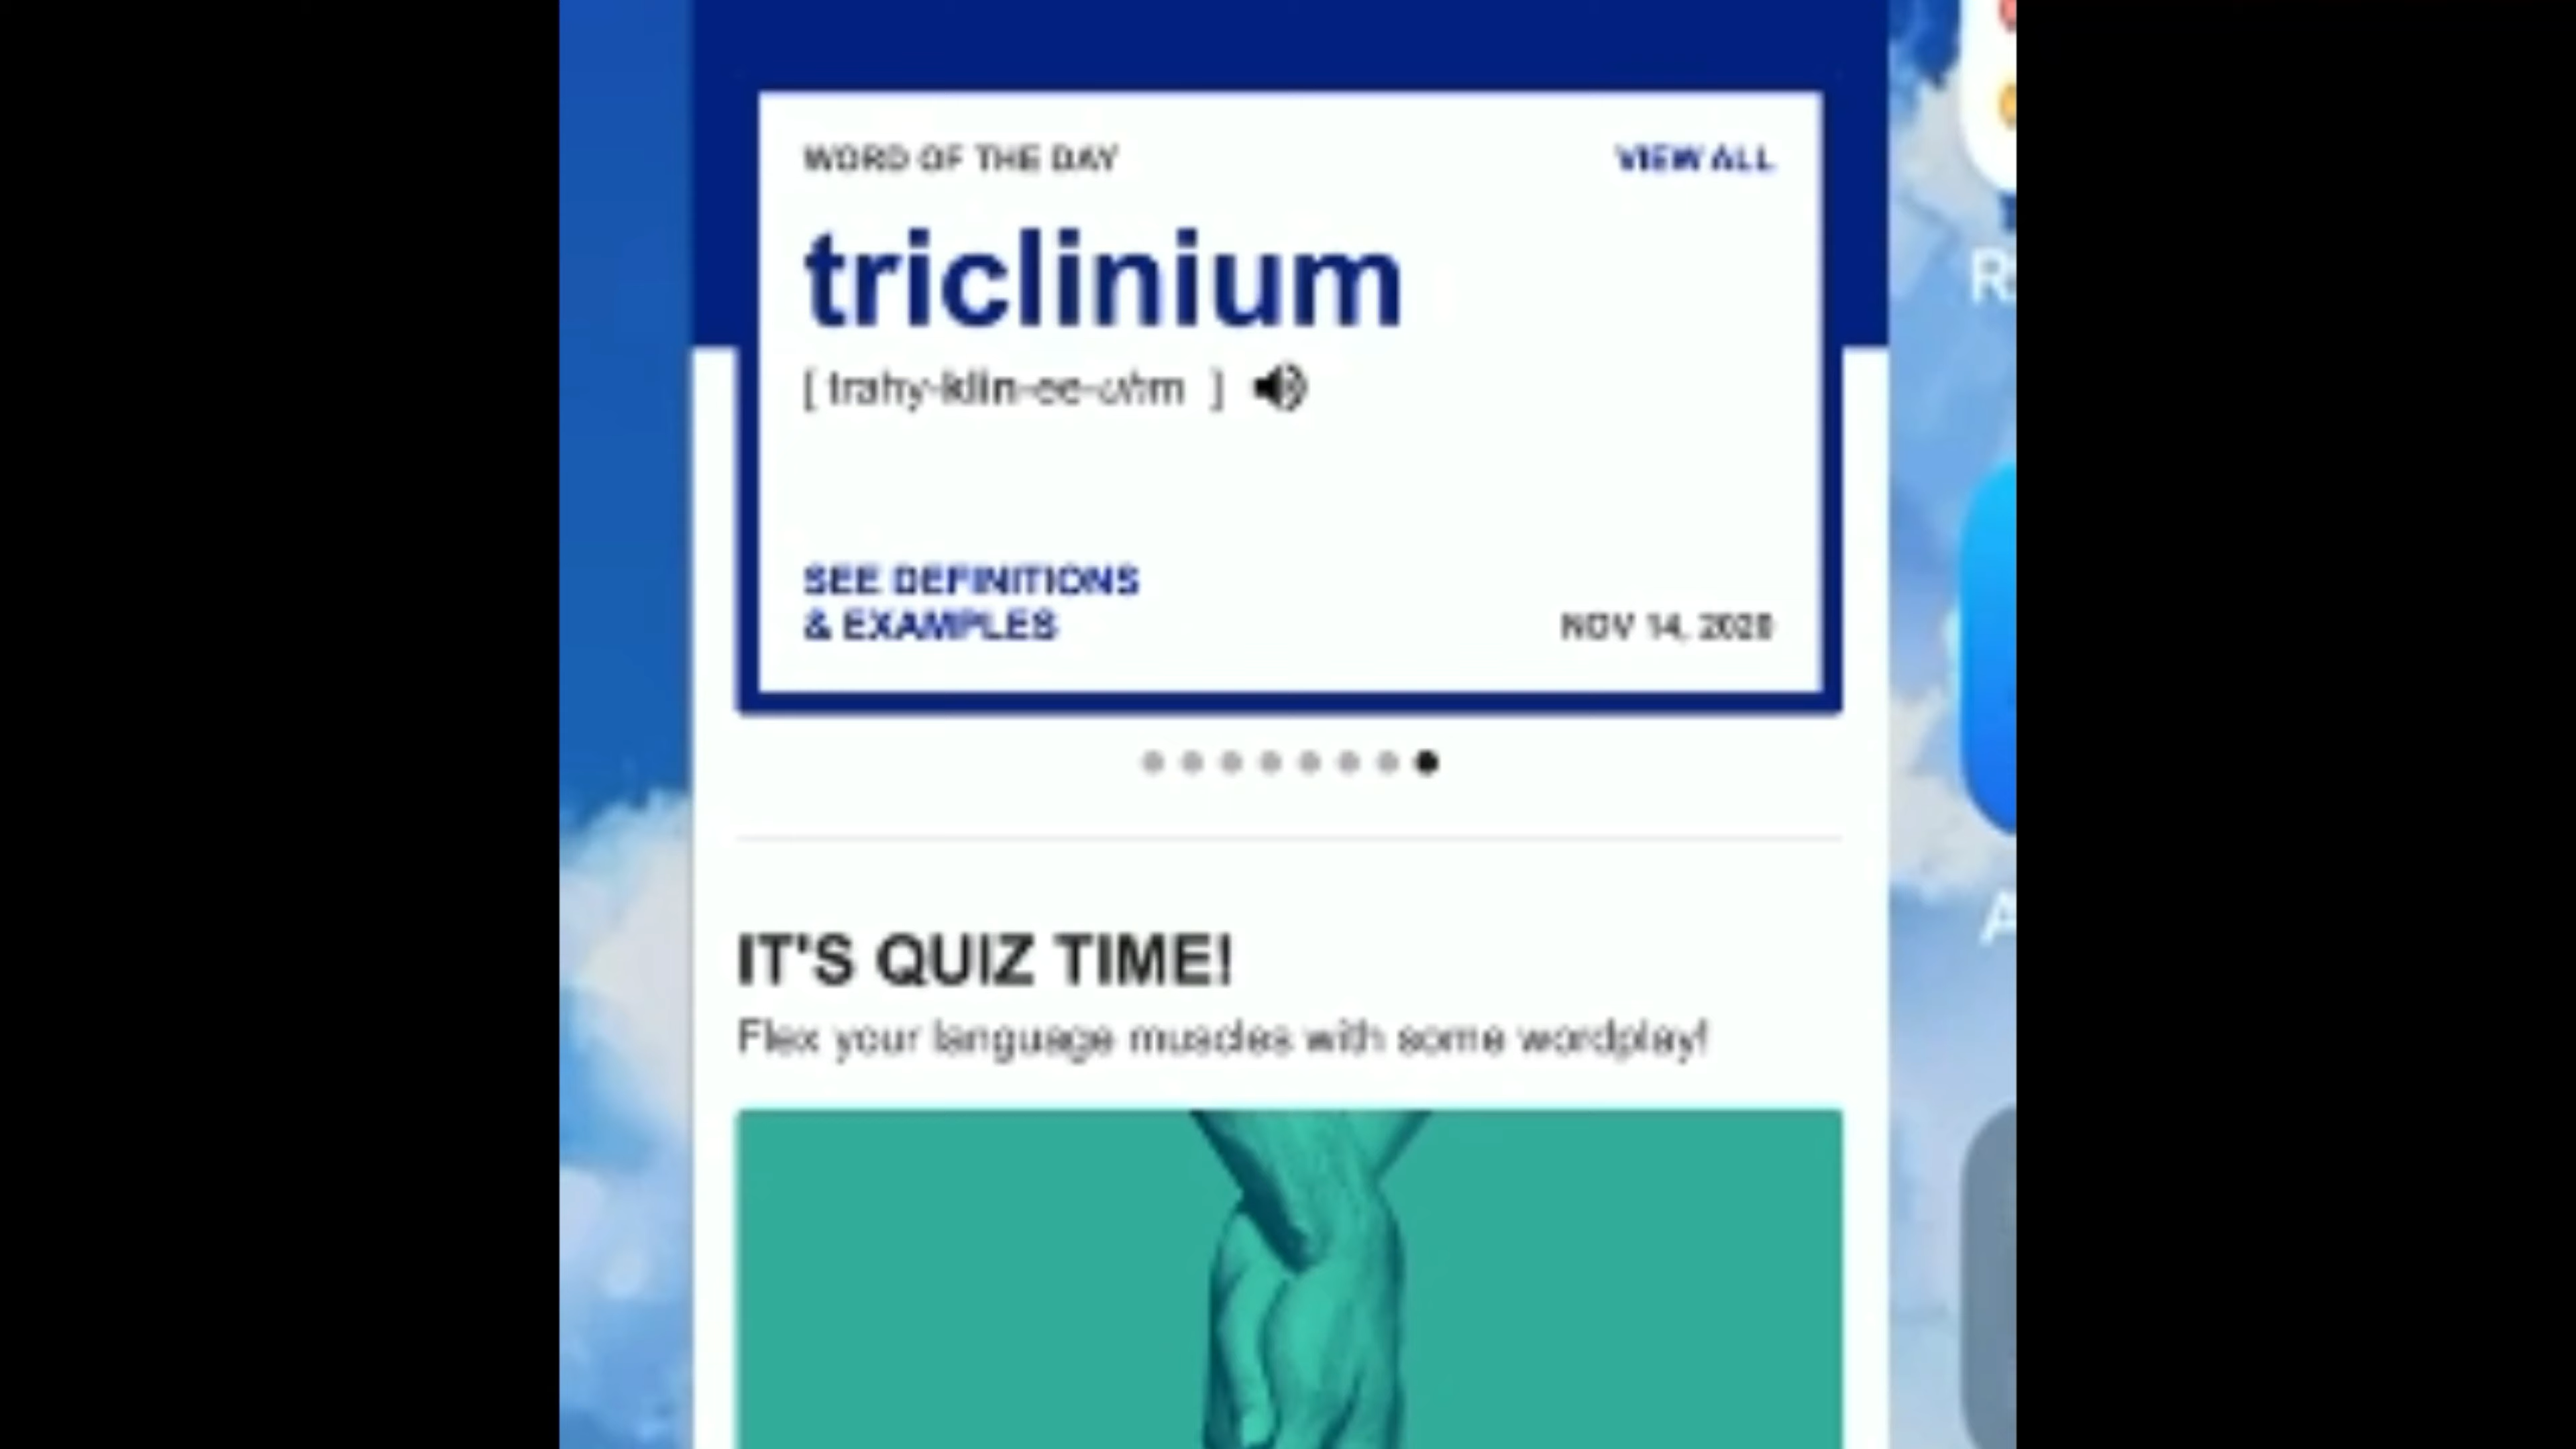 WORD OF THE DAY
VIEW ALL
triclinium
[ trahy-klin-ee-uhm ]
SEE DEFINITIONS
& EXAMPLES
NOV 14, 2020
IT'S QUIZ TIME!
Flex your language muscles with some wordplay!